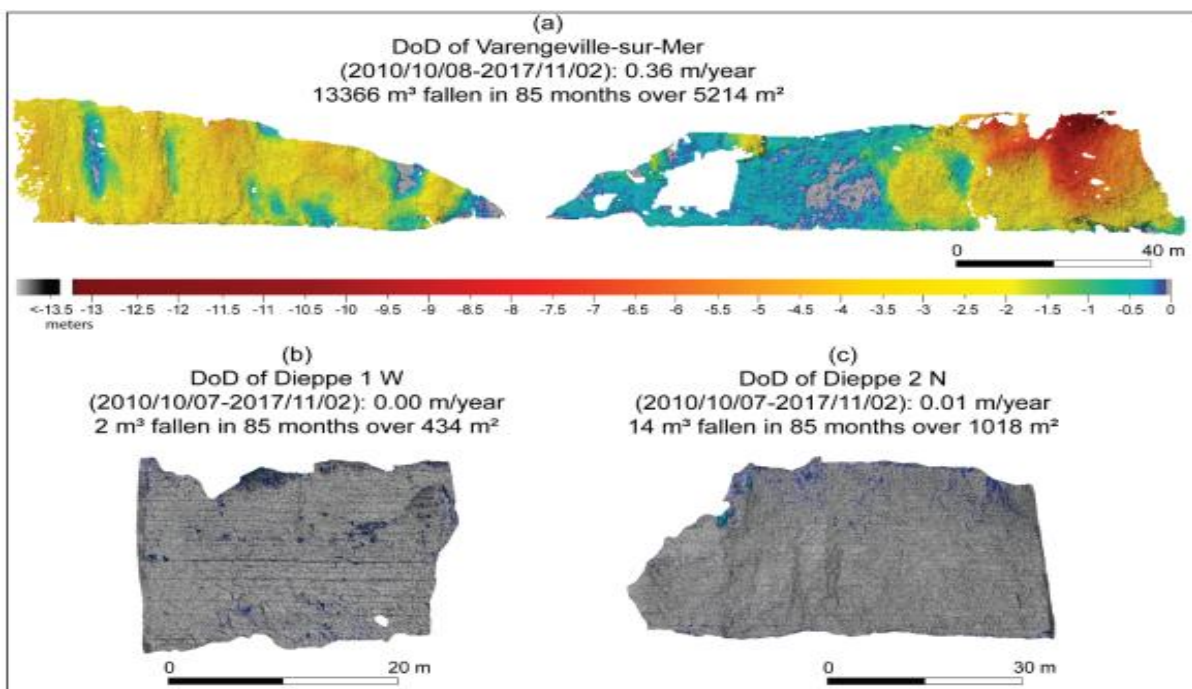 (a)
DoD of Varengeville-sur-Mer
(2010/10/08-2017/11/02): 0.36 m/year
13366 m³ fallen in 85 months over 5214 m²
0 40 m
<-13.5 -13 -12.5 -12 -11.5 -11 -10.5 -10 -9.5 -9 -8.5 -8 -7.5 -7 -6.5 -6 -5.5 -5 -4.5 -4 -3.5 -3 -2.5 -2 -1.5 -1 -0.5 0
meters
(b)
DoD of Dieppe 1 W
(2010/10/07-2017/11/02): 0.00 m/year
2 m³ fallen in 85 months over 434 m²
0 20 m
(c)
DoD of Dieppe 2 N
(2010/10/07-2017/11/02): 0.01 m/year
14 m³ fallen in 85 months over 1018 m²
0 30 m